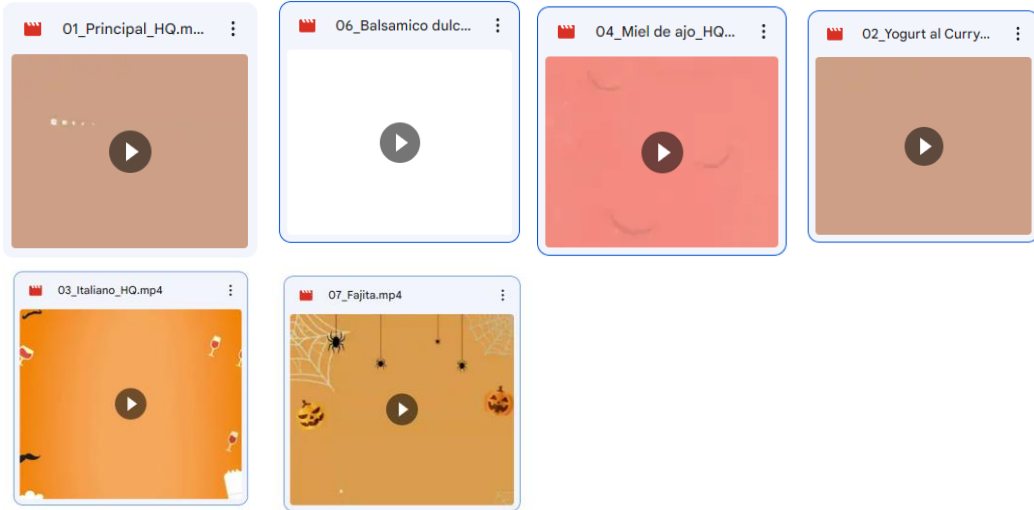 01_Principal_HQ.m...
06_Balsamico dulc...
04_Miel de ajo_HQ...
02_Yogurt al Curry...
03_Italiano_HQ.mp4
07_Fajita.mp4